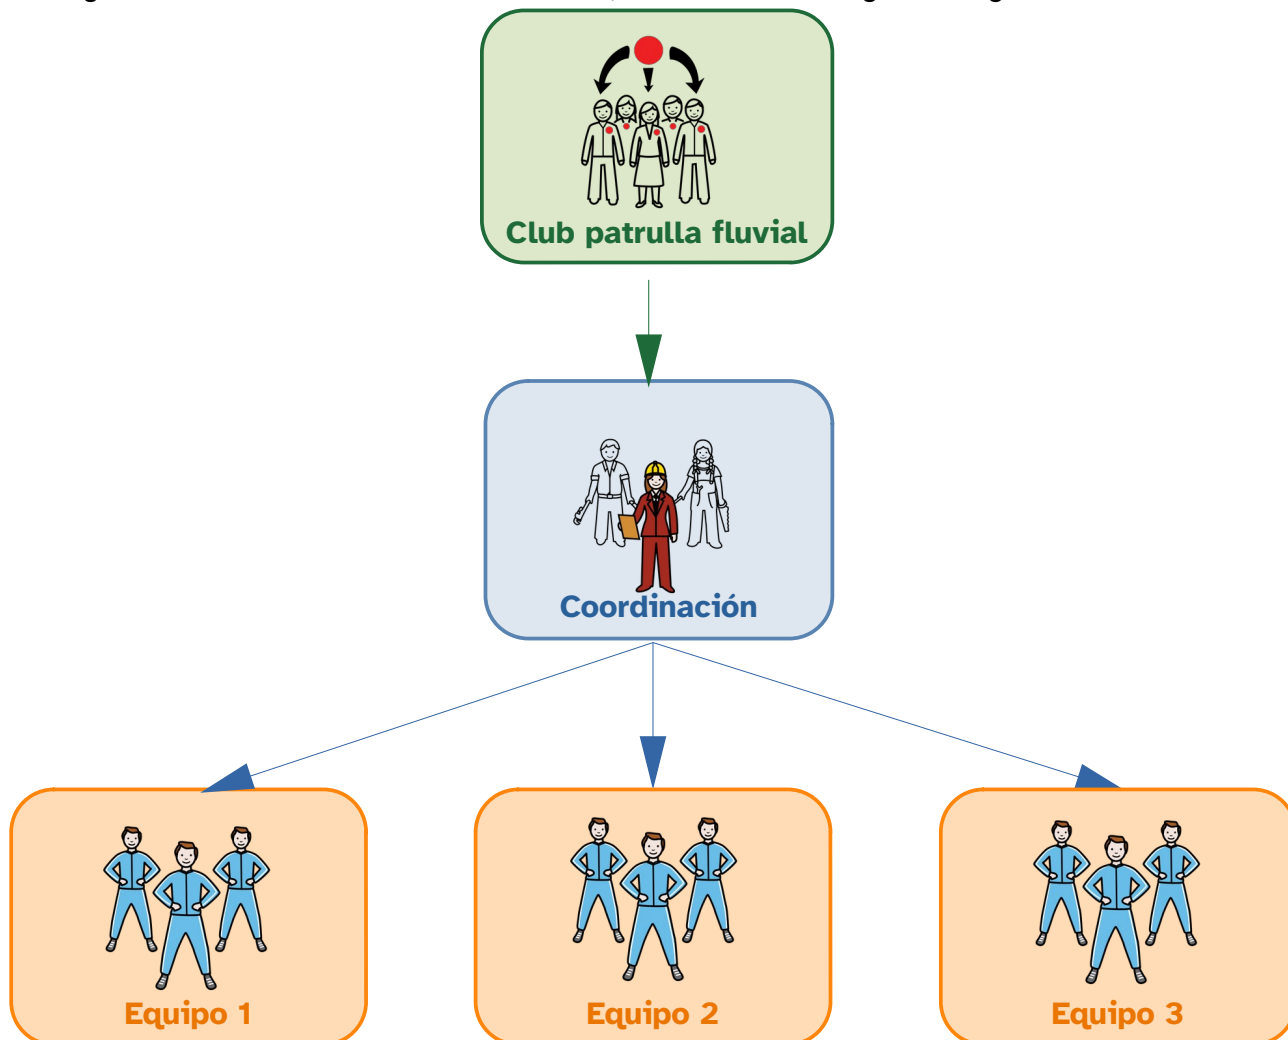 Club patrulla fluvial
Coordinación
Equipo 1
Equipo 2
Equipo 3